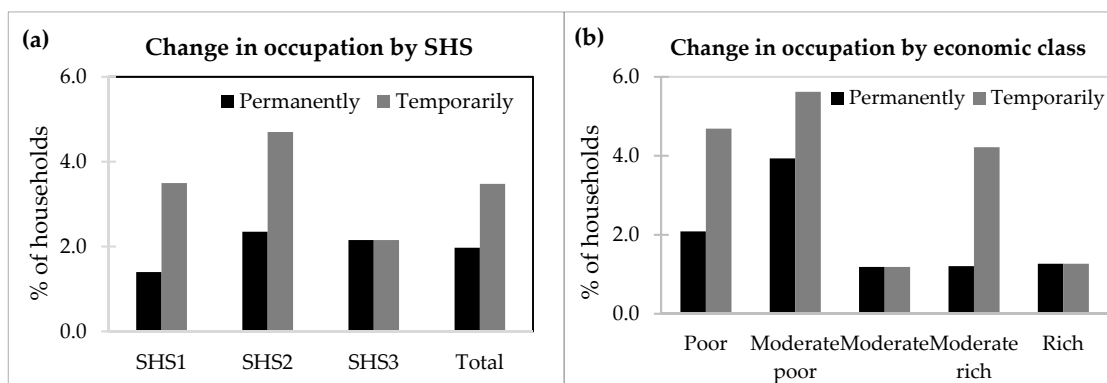 (a)
Change in occupation by SHS
6.0
4.0
2.0
0.0
% of households
Permanently Temporarily
SHS1 SHS2 SHS3 Total
(b)
Change in occupation by economic class
6.0
4.0
2.0
0.0
% of households
Permanently Temporarily
Poor Moderate Moderate Moderate Rich
poor rich